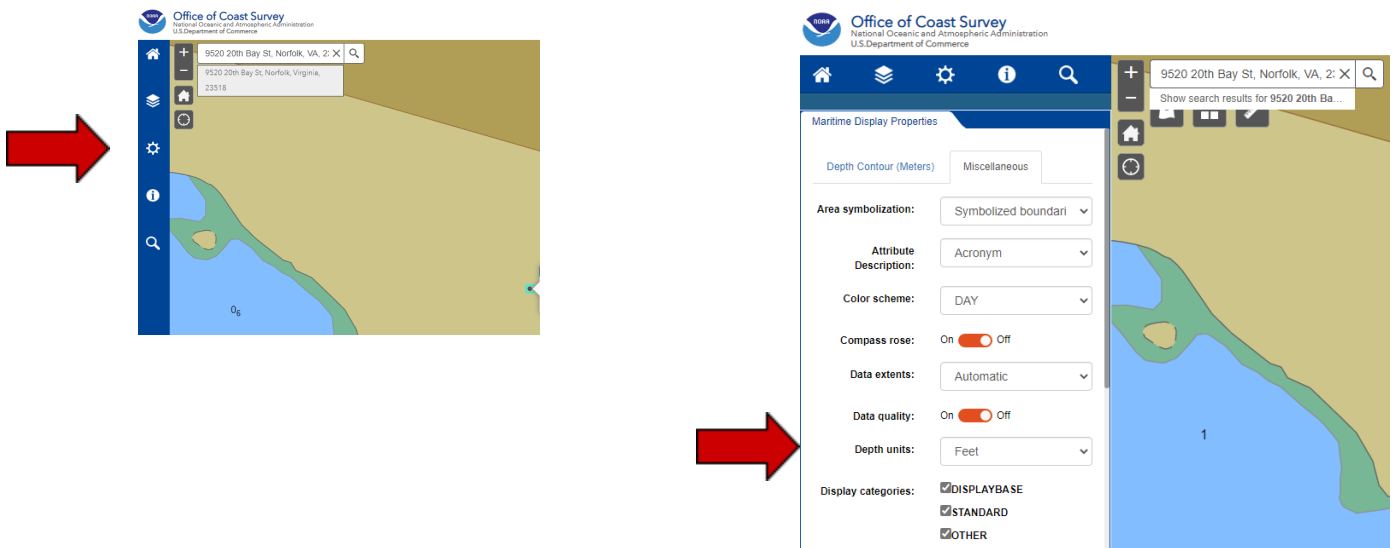 Office of Coast Survey
National Oceanic and Atmospheric Administration
U.S.Department of Commerce
NOAA
9520 20th Bay St, Norfolk, VA, 2
9520 20th Bay St, Norfolk, Virginia,
23518
0₆
Office of Coast Survey
National Oceanic and Atmospheric Administration
U.S.Department of Commerce
NOAA
9520 20th Bay St, Norfolk, VA, 2
Show search results for 9520 20th Ba...
Maritime Display Properties
Depth Contour (Meters)
Miscellaneous
Area symbolization:
Symbolized boundari
Attribute
Description:
Acronym
Color scheme:
DAY
Compass rose:
On Off
Data extents:
Automatic
Data quality:
On Off
Depth units:
Feet
Display categories:
DISPLAYBASE
STANDARD
OTHER
1